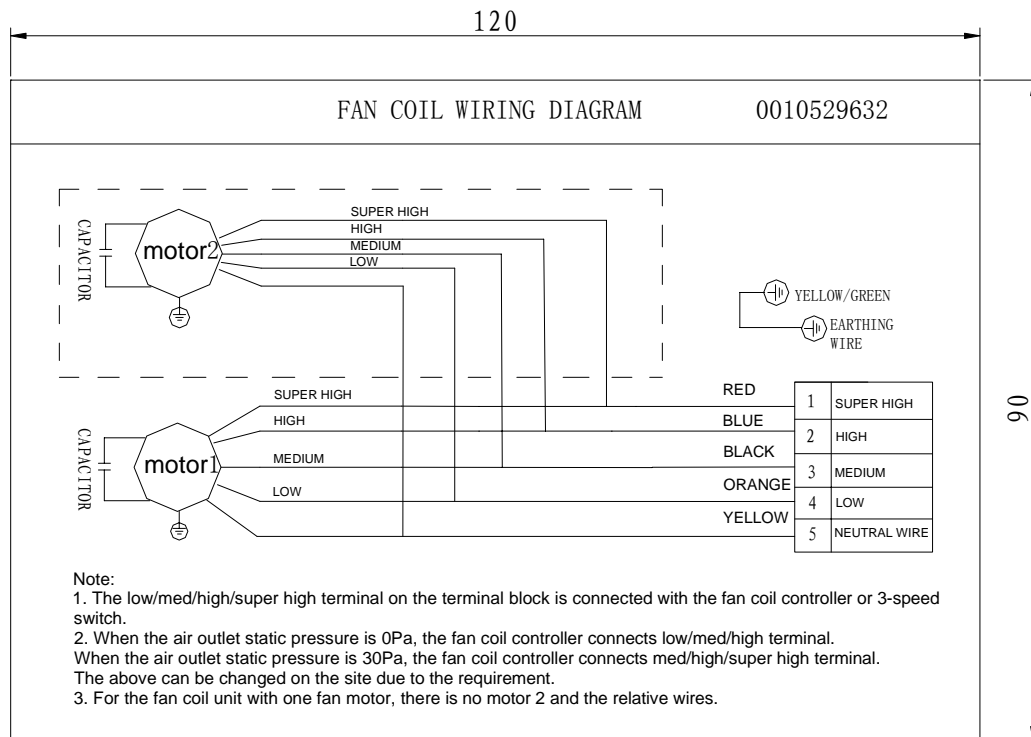 120
FAN COIL WIRING DIAGRAM 0010529632
90
CAPACITOR
motor2
SUPER HIGH
HIGH
MEDIUM
LOW
YELLOW/GREEN
EARTHING
WIRE
CAPACITOR
motor1
SUPER HIGH
HIGH
MEDIUM
LOW
RED
BLUE
BLACK
ORANGE
YELLOW
1 SUPER HIGH
2 HIGH
3 MEDIUM
4 LOW
5 NEUTRAL WIRE
Note:
1. The low/med/high/super high terminal on the terminal block is connected with the fan coil controller or 3-speed
switch.
2. When the air outlet static pressure is 0Pa, the fan coil controller connects low/med/high terminal.
When the air outlet static pressure is 30Pa, the fan coil controller connects med/high/super high terminal.
The above can be changed on the site due to the requirement.
3. For the fan coil unit with one fan motor, there is no motor 2 and the relative wires.